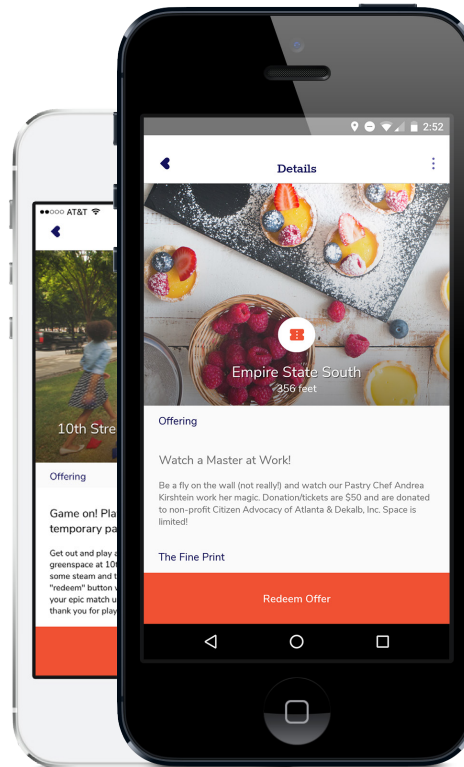 2:52
Details
Empire State South
356 feet
Offering
Watch a Master at Work!
Be a fly on the wall (not really!) and watch our Pastry Chef Andrea
Kirshtein work her magic. Donation/tickets are $50 and are donated
to non-profit Citizen Advocacy of Atlanta & Dekalb, Inc. Space is
limited!
The Fine Print
Redeem Offer
AT&T
10th Stre
Offering
Game on! Pla
temporary pa
Get out and play a
greenspace at 10t
some steam and t
"redeem" button
your epic match u
thank you for play